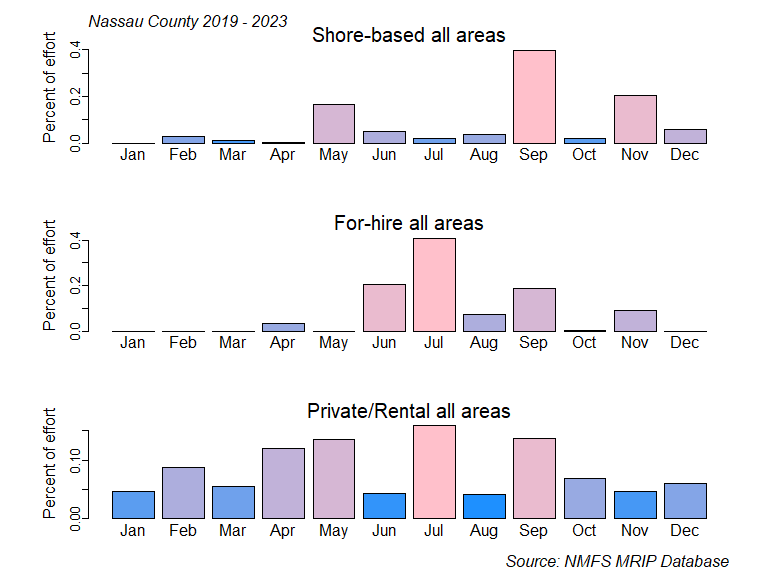 Nassau County 2019 - 2023
Shore-based all areas
Percent of effort
0.4
0.2
0.0
Jan Feb Mar Apr May Jun Jul Aug Sep Oct Nov Dec
For-hire all areas
Percent of effort
0.4
0.2
0.0
Jan Feb Mar Apr May Jun Jul Aug Sep Oct Nov Dec
Private/Rental all areas
Percent of effort
0.10
0.00
Jan Feb Mar Apr May Jun Jul Aug Sep Oct Nov Dec
Source: NMFS MRIP Database